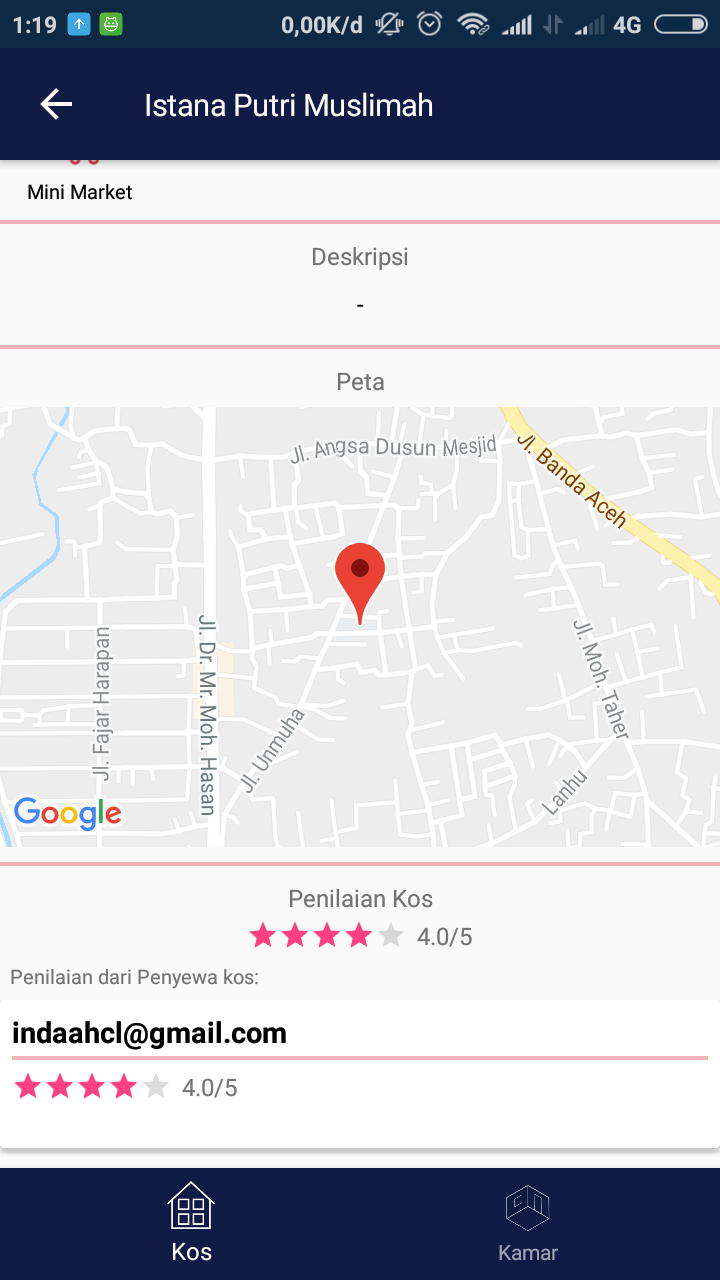 1:19 0,00K/d 4G
Istana Putri Muslimah
Mini Market
Deskripsi
-
Peta
Jl. Angsa Dusun Mesjid
Jl. Banda Aceh
Jl. Fajar Harapan
Jl. Dr. Mr. Moh. Hasan
Jl. Unmuha
Jl. Moh. Taher
Lanhu
Google
Penilaian Kos
4.0/5
Penilaian dari Penyewa kos:
indaahcl@gmail.com
4.0/5
Kos Kamar